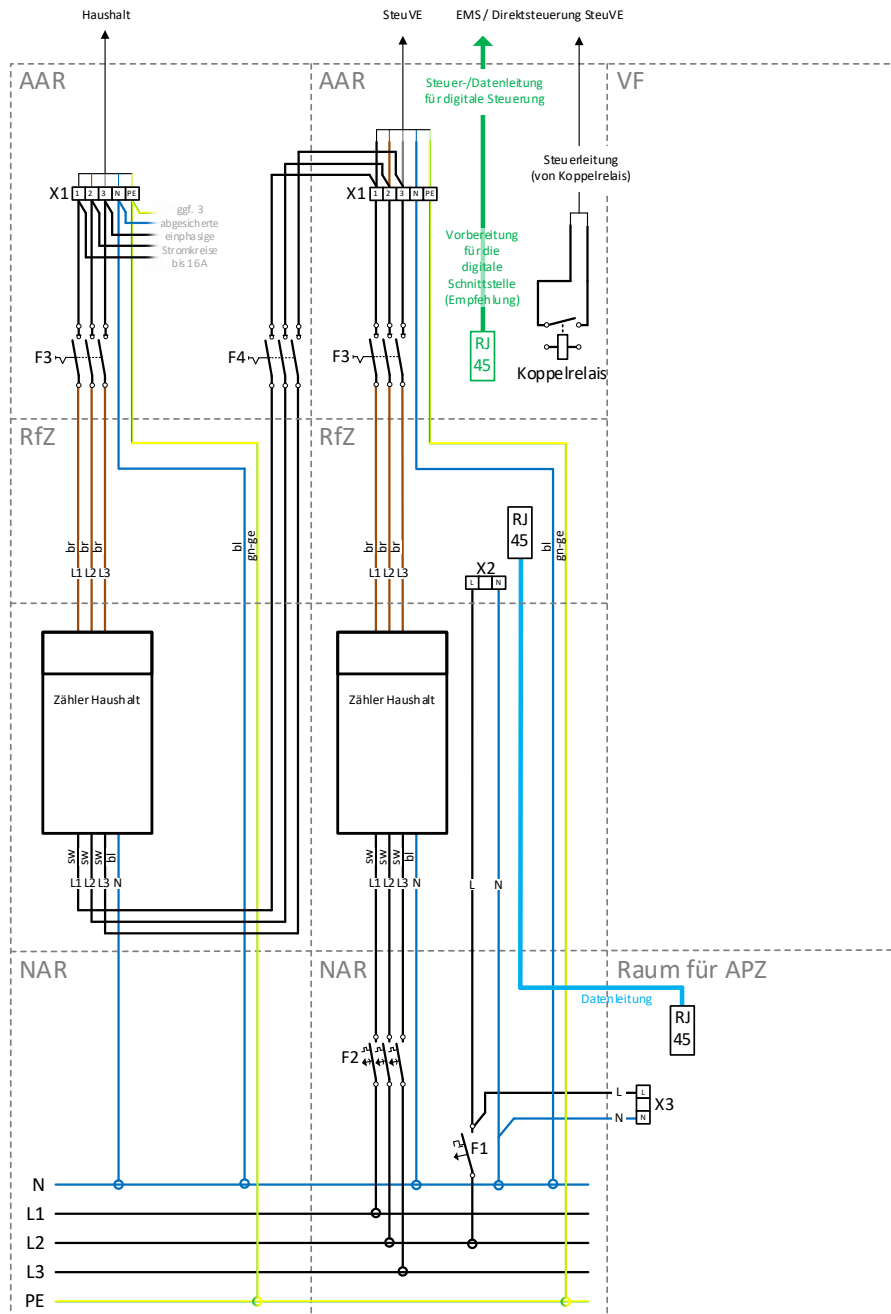 Haushalt
SteuVE
EMS / Direktsteuerung SteuVE
AAR
AAR
VF
Steuer-/Datenleitung
für digitale Steuerung
Steuerleitung
(von Koppelrelais)
X1
1 2 3 N PE
X1
1 2 3 N PE
ggf. 3
abgesicherte
einphasige
Stromkreise
bis 16A
Vorbereitung
für die
digitale
Schnittstelle
(Empfehlung)
F3
F4
F3
RJ
45
Koppelrelais
RfZ
RfZ
br br br
bl
gn-ge
br br br
RJ
45
bl
gn-ge
L1 L2 L3
L1 L2 L3
X2
L N
Zähler Haushalt
Zähler Haushalt
sw sw sw bl
L1 L2 L3 N
sw sw sw bl
L1 L2 L3 N
L
N
NAR
NAR
Raum für APZ
Datenleitung
RJ
45
F2
L
L
X3
N
N
F1
N
L1
L2
L3
PE